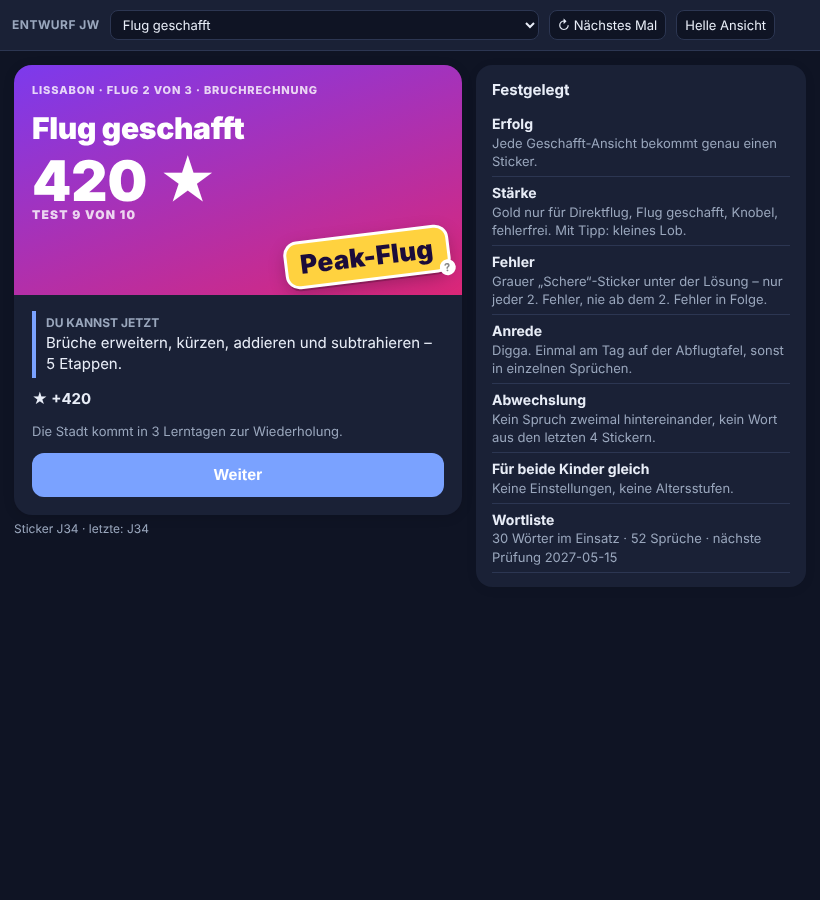 ENTWURF JW
Flug geschafft
↻ Nächstes Mal
Helle Ansicht
LISSABON · FLUG 2 VON 3 · BRUCHRECHNUNG
Flug geschafft
420 ★
TEST 9 VON 10
Peak-Flug
?
DU KANNST JETZT
Brüche erweitern, kürzen, addieren und subtrahieren –
5 Etappen.
★ +420
Die Stadt kommt in 3 Lerntagen zur Wiederholung.
Weiter
Sticker J34 · letzte: J34
Festgelegt
Erfolg
Jede Geschafft-Ansicht bekommt genau einen
Sticker.
Stärke
Gold nur für Direktflug, Flug geschafft, Knobel,
fehlerfrei. Mit Tipp: kleines Lob.
Fehler
Grauer „Schere“-Sticker unter der Lösung – nur
jeder 2. Fehler, nie ab dem 2. Fehler in Folge.
Anrede
Digga. Einmal am Tag auf der Abflugtafel, sonst
in einzelnen Sprüchen.
Abwechslung
Kein Spruch zweimal hintereinander, kein Wort
aus den letzten 4 Stickern.
Für beide Kinder gleich
Keine Einstellungen, keine Altersstufen.
Wortliste
30 Wörter im Einsatz · 52 Sprüche · nächste
Prüfung 2027-05-15